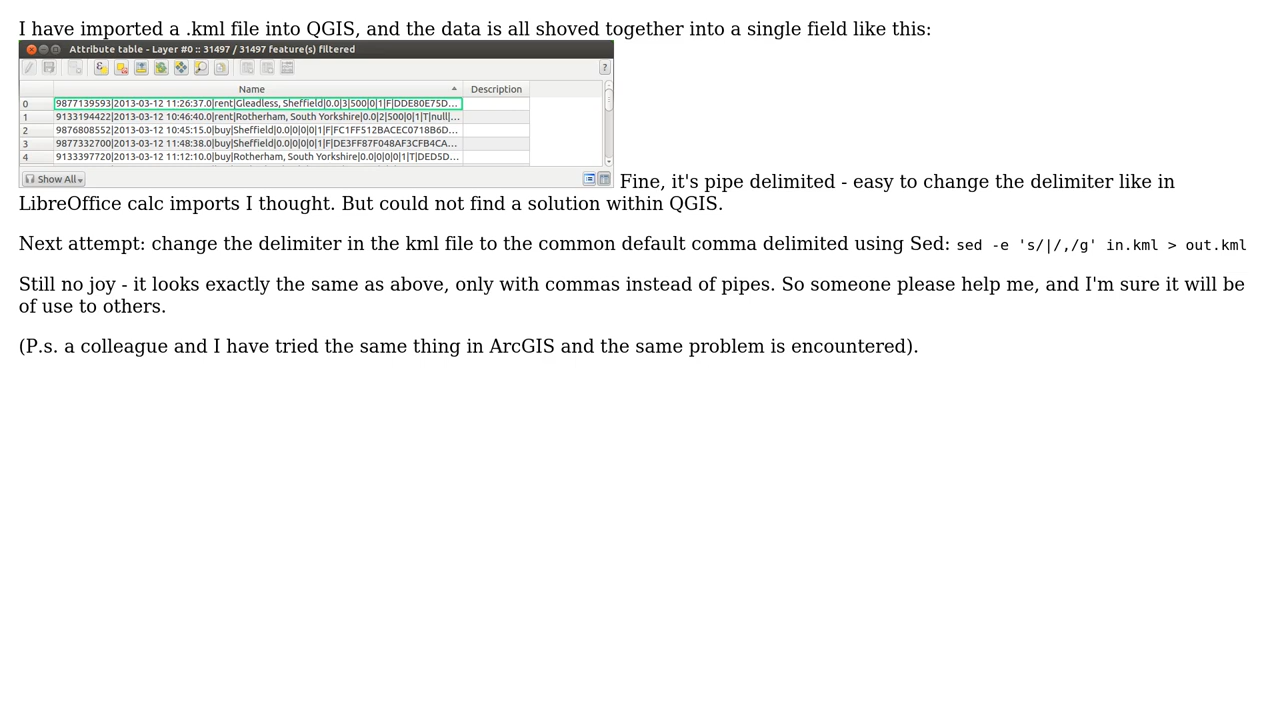 I have imported a .kml file into QGIS, and the data is all shoved together into a single field like this:
Attribute table - Layer #0 :: 31497 / 31497 feature(s) filtered
?
Name Description
0 9877139593|2013-03-12 11:26:37.0|rent|Gleadless, Sheffield|0.0|3|500|0|1|F|DDE80E75D...
1 9133194422|2013-03-12 10:46:40.0|rent|Rotherham, South Yorkshire|0.0|2|500|0|1|T|null|...
2 9876808552|2013-03-12 10:45:15.0|buy|Sheffield|0.0|0|0|0|1|F|FC1FF512BACEC0718B6D...
3 9877332700|2013-03-12 11:48:38.0|buy|Sheffield|0.0|0|0|0|1|F|DE3FF87F048AF3CFB4CA...
4 9133397720|2013-03-12 11:12:10.0|buy|Rotherham, South Yorkshire|0.0|0|0|0|1|T|DED5D...
Show All
Fine, it's pipe delimited - easy to change the delimiter like in
LibreOffice calc imports I thought. But could not find a solution within QGIS.
Next attempt: change the delimiter in the kml file to the common default comma delimited using Sed: sed -e 's/|/,/g' in.kml > out.kml
Still no joy - it looks exactly the same as above, only with commas instead of pipes. So someone please help me, and I'm sure it will be
of use to others.
(P.s. a colleague and I have tried the same thing in ArcGIS and the same problem is encountered).